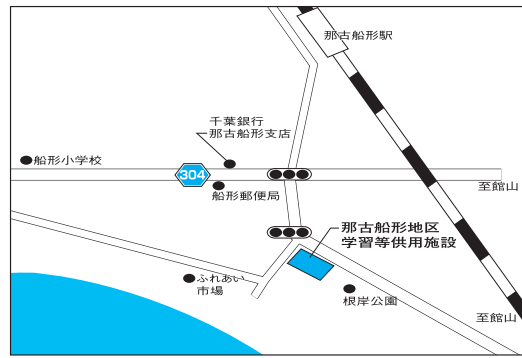 那古船形駅
千葉銀行
那古船形支店
船形小学校
304
船形郵便局
至館山
那古船形地区
学習等供用施設
ふれあい
市場
根岸公園
至館山